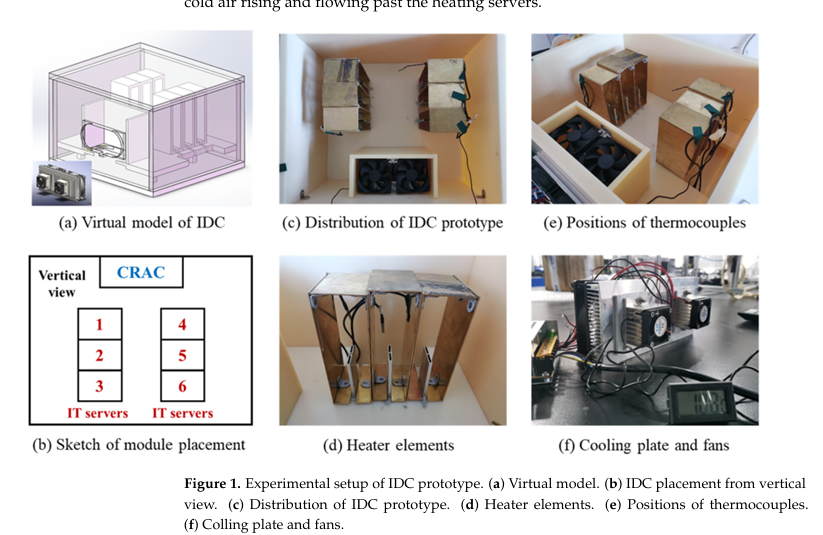 cold air rising and flowing past the heating servers.
(a) Virtual model of IDC
(c) Distribution of IDC prototype
(e) Positions of thermocouples
Vertical
view
CRAC
1
4
2
5
3
6
IT servers
IT servers
(b) Sketch of module placement
(d) Heater elements
(f) Cooling plate and fans
Figure 1. Experimental setup of IDC prototype. (a) Virtual model. (b) IDC placement from vertical
view. (c) Distribution of IDC prototype. (d) Heater elements. (e) Positions of thermocouples.
(f) Colling plate and fans.